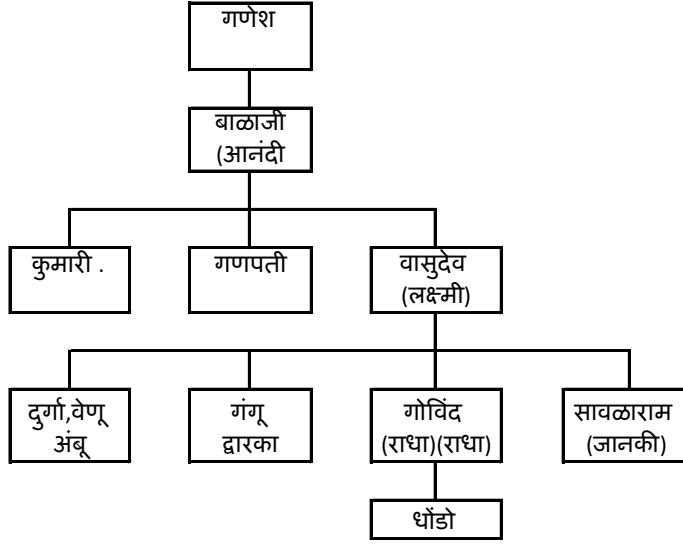 गणेश
बाळाजी
(आनंदी
कुमारी .
गणपती
वासुदेव
(लक्ष्मी)
दुर्गा,वेणू
अंबू
गंगू
द्वारका
गोविंद
(राधा)(राधा)
सावळाराम
(जानकी)
धोंडो